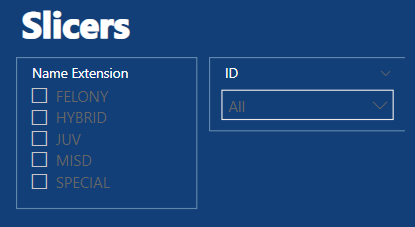 Slicers
Name Extension
FELONY
HYBRID
JUV
MISD
SPECIAL
ID
All